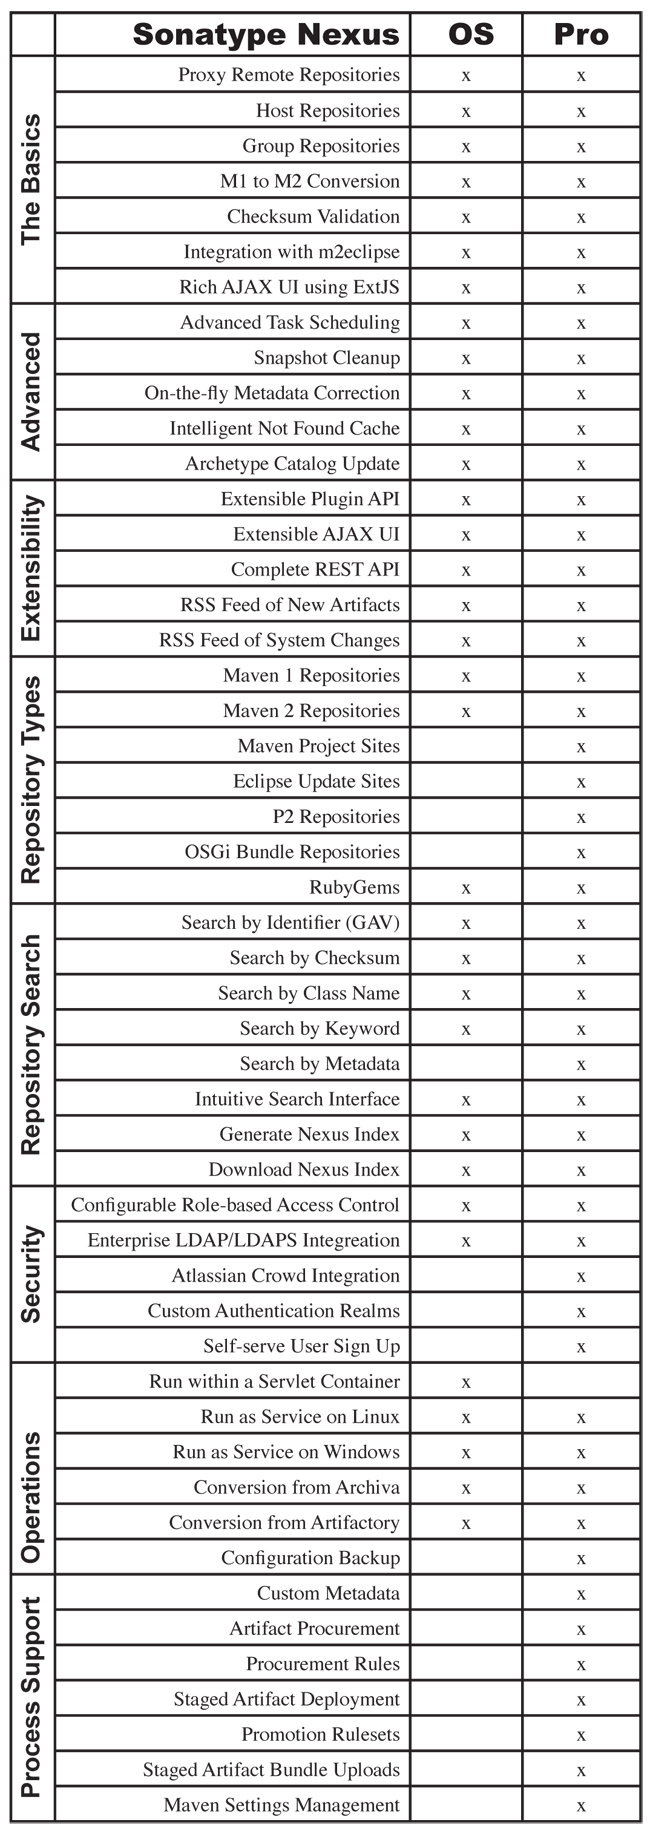 Sonatype Nexus OS Pro
The Basics
Proxy Remote Repositories x x
Host Repositories x x
Group Repositories x x
M1 to M2 Conversion x x
Checksum Validation x x
Integration with m2eclipse x x
Rich AJAX UI using ExtJS x x
Advanced
Advanced Task Scheduling x x
Snapshot Cleanup x x
On-the-fly Metadata Correction x x
Intelligent Not Found Cache x x
Archetype Catalog Update x x
Extensibility
Extensible Plugin API x x
Extensible AJAX UI x x
Complete REST API x x
RSS Feed of New Artifacts x x
RSS Feed of System Changes x x
Repository Types
Maven 1 Repositories x x
Maven 2 Repositories x x
Maven Project Sites x
Eclipse Update Sites x
P2 Repositories x
OSGi Bundle Repositories x
RubyGems x x
Repository Search
Search by Identifier (GAV) x x
Search by Checksum x x
Search by Class Name x x
Search by Keyword x x
Search by Metadata x
Intuitive Search Interface x x
Generate Nexus Index x x
Download Nexus Index x x
Security
Configurable Role-based Access Control x x
Enterprise LDAP/LDAPS Integreation x x
Atlassian Crowd Integration x
Custom Authentication Realms x
Self-serve User Sign Up x
Operations
Run within a Servlet Container x
Run as Service on Linux x x
Run as Service on Windows x x
Conversion from Archiva x x
Conversion from Artifactory x x
Configuration Backup x
Process Support
Custom Metadata x
Artifact Procurement x
Procurement Rules x
Staged Artifact Deployment x
Promotion Rulesets x
Staged Artifact Bundle Uploads x
Maven Settings Management x